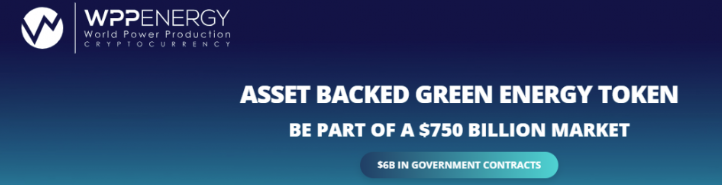 WPPENERGY
World Power Production
CRYPTOCURRENCY
ASSET BACKED GREEN ENERGY TOKEN
BE PART OF A $750 BILLION MARKET
$6B IN GOVERNMENT CONTRACTS